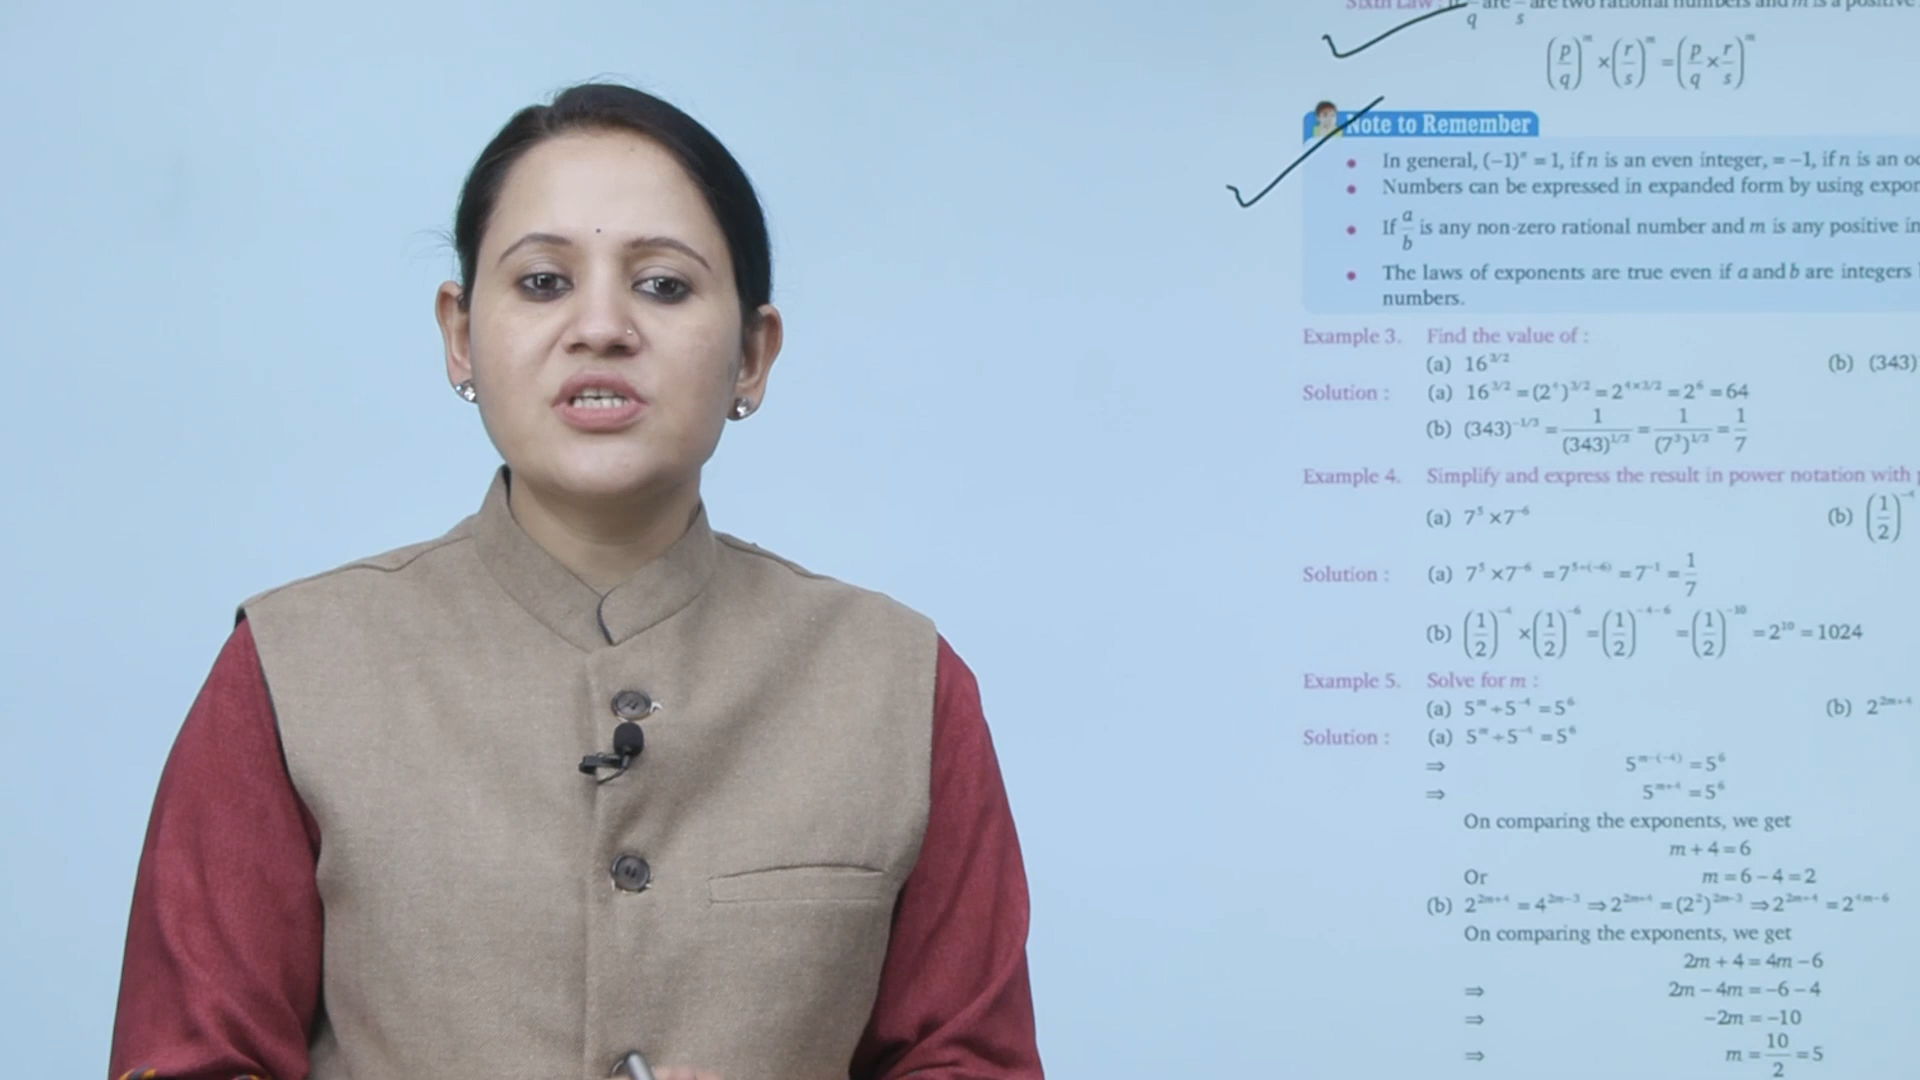 Sixth Law : If p/q are r/s are two rational numbers and m is a positive
(p/q)^m × (r/s)^m = (p/q × r/s)^m
Note to Remember
• In general, (−1)^n = 1, if n is an even integer, = −1, if n is an
• Numbers can be expressed in expanded form by using
• If a/b is any non-zero rational number and m is any positive
• The laws of exponents are true even if a and b are integers
numbers.
Example 3. Find the value of :
(a) 16^3/2 (b) (343)
Solution : (a) 16^3/2 = (2^4)^3/2 = 2^4×3/2 = 2^6 = 64
(b) (343)^−1/3 = 1/(343)^1/3 = 1/(7^3)^1/3 = 1/7
Example 4. Simplify and express the result in power notation with
(a) 7^5 × 7^−6 (b) (1/2)^−4
Solution : (a) 7^5 × 7^−6 = 7^5+(−6) = 7^−1 = 1/7
(b) (1/2)^−4 × (1/2)^−6 = (1/2)^−4−6 = (1/2)^−10 = 2^10 = 1024
Example 5. Solve for m :
(a) 5^m ÷ 5^−4 = 5^6 (b) 2^2m+4
Solution : (a) 5^m ÷ 5^−4 = 5^6
⇒ 5^m−(−4) = 5^6
⇒ 5^m+4 = 5^6
On comparing the exponents, we get
m + 4 = 6
Or m = 6 − 4 = 2
(b) 2^2m+4 = 4^2m−3 ⇒ 2^2m+4 = (2^2)^2m−3 ⇒ 2^2m+4 = 2^4m−6
On comparing the exponents, we get
2m + 4 = 4m − 6
⇒ 2m − 4m = −6 − 4
⇒ −2m = −10
⇒ m = 10/2 = 5